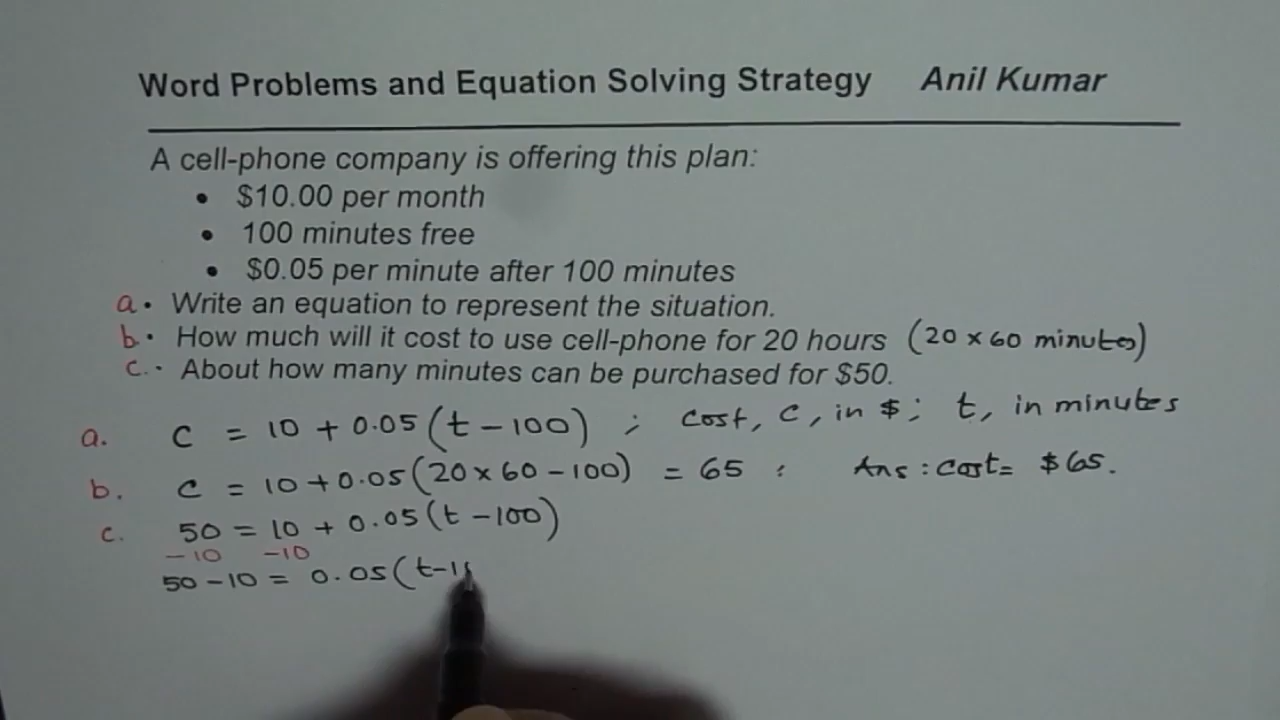 Word Problems and Equation Solving Strategy Anil Kumar
A cell-phone company is offering this plan:
• $10.00 per month
• 100 minutes free
• $0.05 per minute after 100 minutes
a • Write an equation to represent the situation.
b • How much will it cost to use cell-phone for 20 hours (20 × 60 minutes)
c. • About how many minutes can be purchased for $50.
a. C = 10 + 0.05 (t - 100) ; cost, C, in $; t, in minutes
b. C = 10 + 0.05 (20 × 60 - 100) = 65 : Ans : cost = $65.
c. 50 = 10 + 0.05 (t - 100)
-10 -10
50 - 10 = 0.05 (t - 1